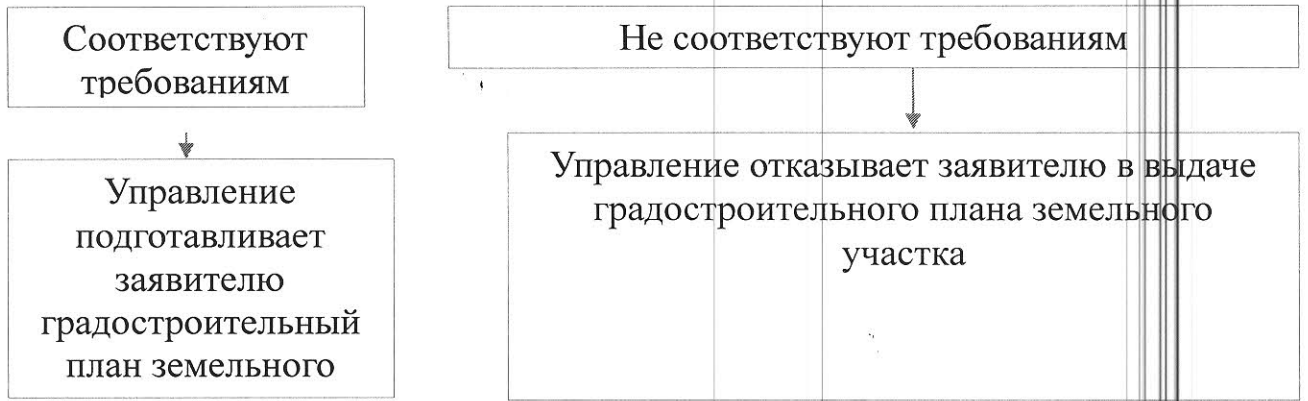 Соответствуют
требованиям
Не соответствуют требованиям
Управление
подготавливает
заявителю
градостроительный
план земельного
Управление отказывает заявителю в выдаче
градостроительного плана земельного
участка